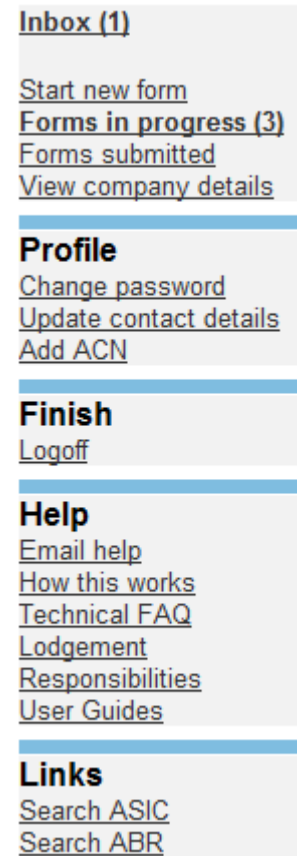 Inbox (1)
Start new form
Forms in progress (3)
Forms submitted
View company details
Profile
Change password
Update contact details
Add ACN
Finish
Logoff
Help
Email help
How this works
Technical FAQ
Lodgement
Responsibilities
User Guides
Links
Search ASIC
Search ABR